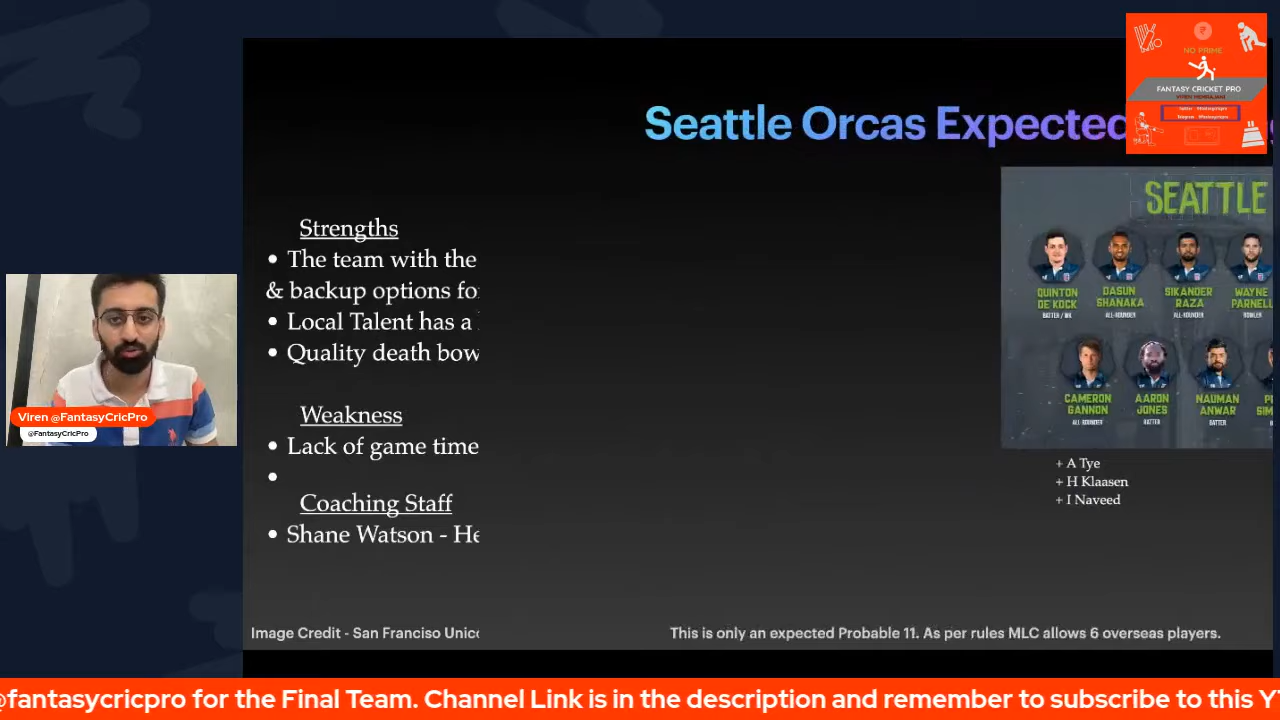 NO PRIME
FANTASY CRICKET PRO
Seattle Orcas Expected
Strengths
• The team with the
& backup options fo
• Local Talent has a
• Quality death bow
Weakness
• Lack of game time
•
Coaching Staff
• Shane Watson - He
SEATTLE
QUINTON
DE KOCK
BATTER / WK
DASUN
SHANAKA
ALL-ROUNDER
SIKANDER
RAZA
ALL-ROUNDER
WAYNE
PARNELL
BOWLER
CAMERON
GANNON
ALL-ROUNDER
AARON
JONES
BATTER
NAUMAN
ANWAR
BATTER
+ A Tye
+ H Klaasen
+ I Naveed
Viren @FantasyCricPro
@FantasyCricPro
Image Credit - San Franciso Unico
This is only an expected Probable 11. As per rules MLC allows 6 overseas players.
@fantasycricpro for the Final Team. Channel Link is in the description and remember to subscribe to this Y